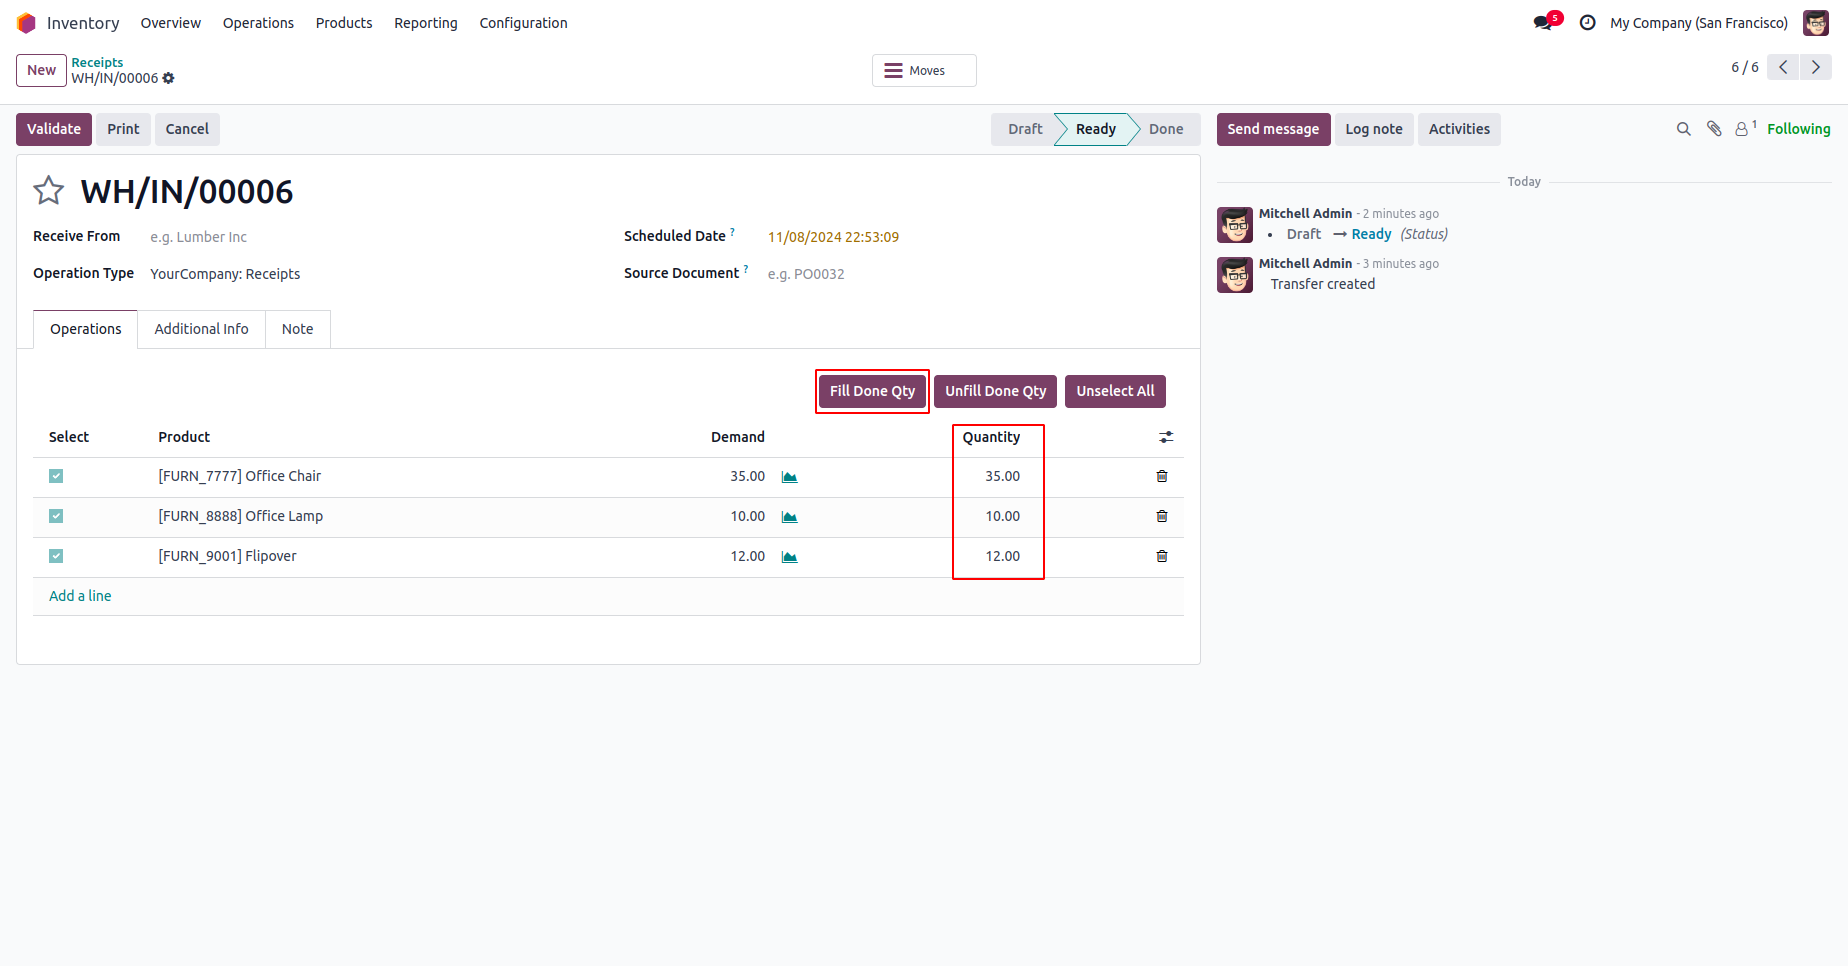 Inventory Overview Operations Products Reporting Configuration 5 My Company (San Francisco)
New Receipts WH/IN/00006 Moves 6 / 6
Validate Print Cancel Draft Ready Done Send message Log note Activities 1 Following
WH/IN/00006
Today
Receive From e.g. Lumber Inc Scheduled Date ? 11/08/2024 22:53:09
Operation Type YourCompany: Receipts Source Document ? e.g. PO0032
Mitchell Admin - 2 minutes ago
• Draft → Ready (Status)
Mitchell Admin - 3 minutes ago
Transfer created
Operations Additional Info Note
Fill Done Qty Unfill Done Qty Unselect All
Select Product Demand Quantity
[FURN_7777] Office Chair 35.00 35.00
[FURN_8888] Office Lamp 10.00 10.00
[FURN_9001] Flipover 12.00 12.00
Add a line